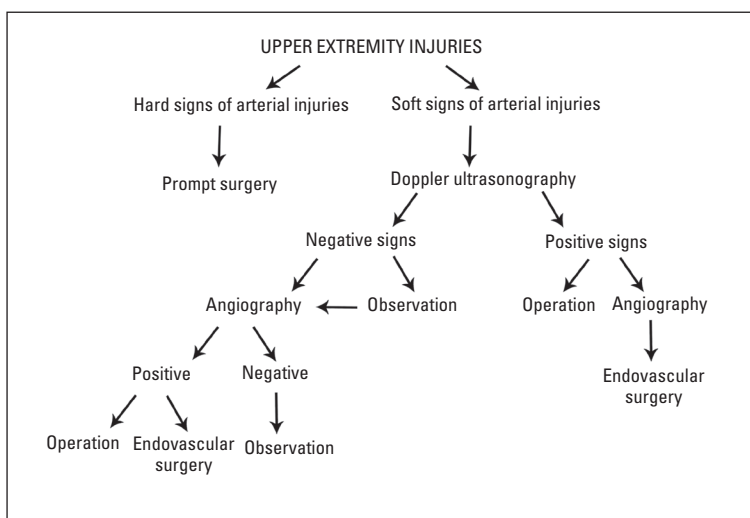 UPPER EXTREMITY INJURIES
Hard signs of arterial injuries
Soft signs of arterial injuries
Prompt surgery
Doppler ultrasonography
Negative signs
Positive signs
Angiography
Observation
Operation
Angiography
Positive
Negative
Endovascular
surgery
Operation
Endovascular
surgery
Observation